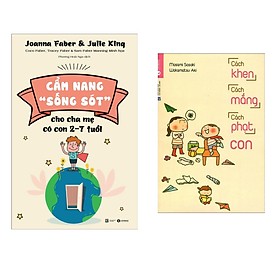 Joanna Faber & Julie King
CẨM NANG
"SỐNG SÓT"
cho cha mẹ
có con 2-7 tuổi
Masami Sasaki
Wakamatsu Aki
Cách
khen,
Cách
mắng,
Cách
phạt
con